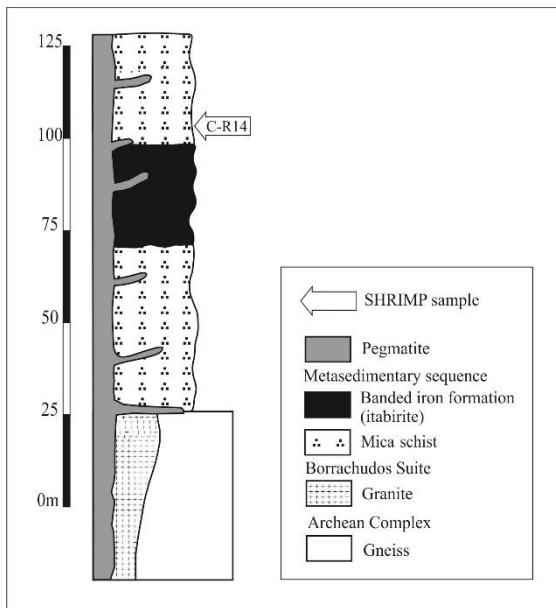 125
100
75
50
25
0m
C-R14
SHRIMP sample
Pegmatite
Metasedimentary sequence
Banded iron formation
(itabirite)
Mica schist
Borrachudos Suite
Granite
Archean Complex
Gneiss